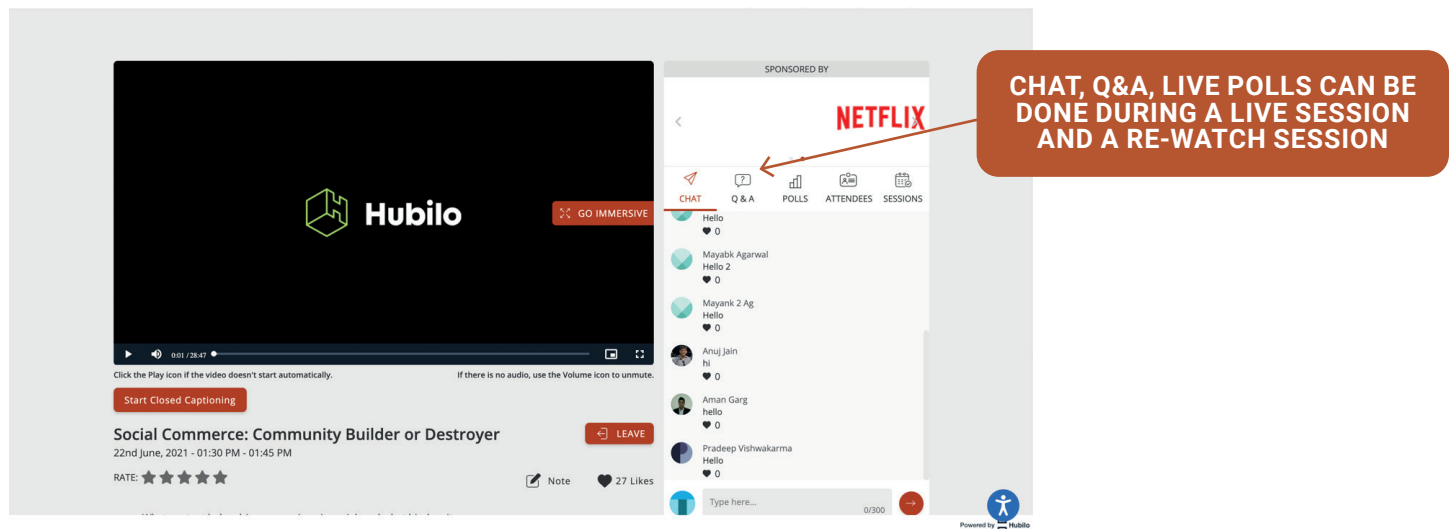 SPONSORED BY
NETFLIX
CHAT, Q&A, LIVE POLLS CAN BE
DONE DURING A LIVE SESSION
AND A RE-WATCH SESSION
Hubilo
GO IMMERSIVE
0:01 / 28:47
Click the Play icon if the video doesn't start automatically.
If there is no audio, use the Volume icon to unmute.
Start Closed Captioning
Social Commerce: Community Builder or Destroyer
LEAVE
22nd June, 2021 - 01:30 PM - 01:45 PM
RATE:
Note
27 Likes
CHAT
Q & A
POLLS
ATTENDEES
SESSIONS
Hello
0
Mayabk Agarwal
Hello 2
0
Mayank 2 Ag
Hello
0
Anuj Jain
hi
0
Aman Garg
hello
0
Pradeep Vishwakarma
Hello
0
Type here...
0/300
Powered by Hubilo